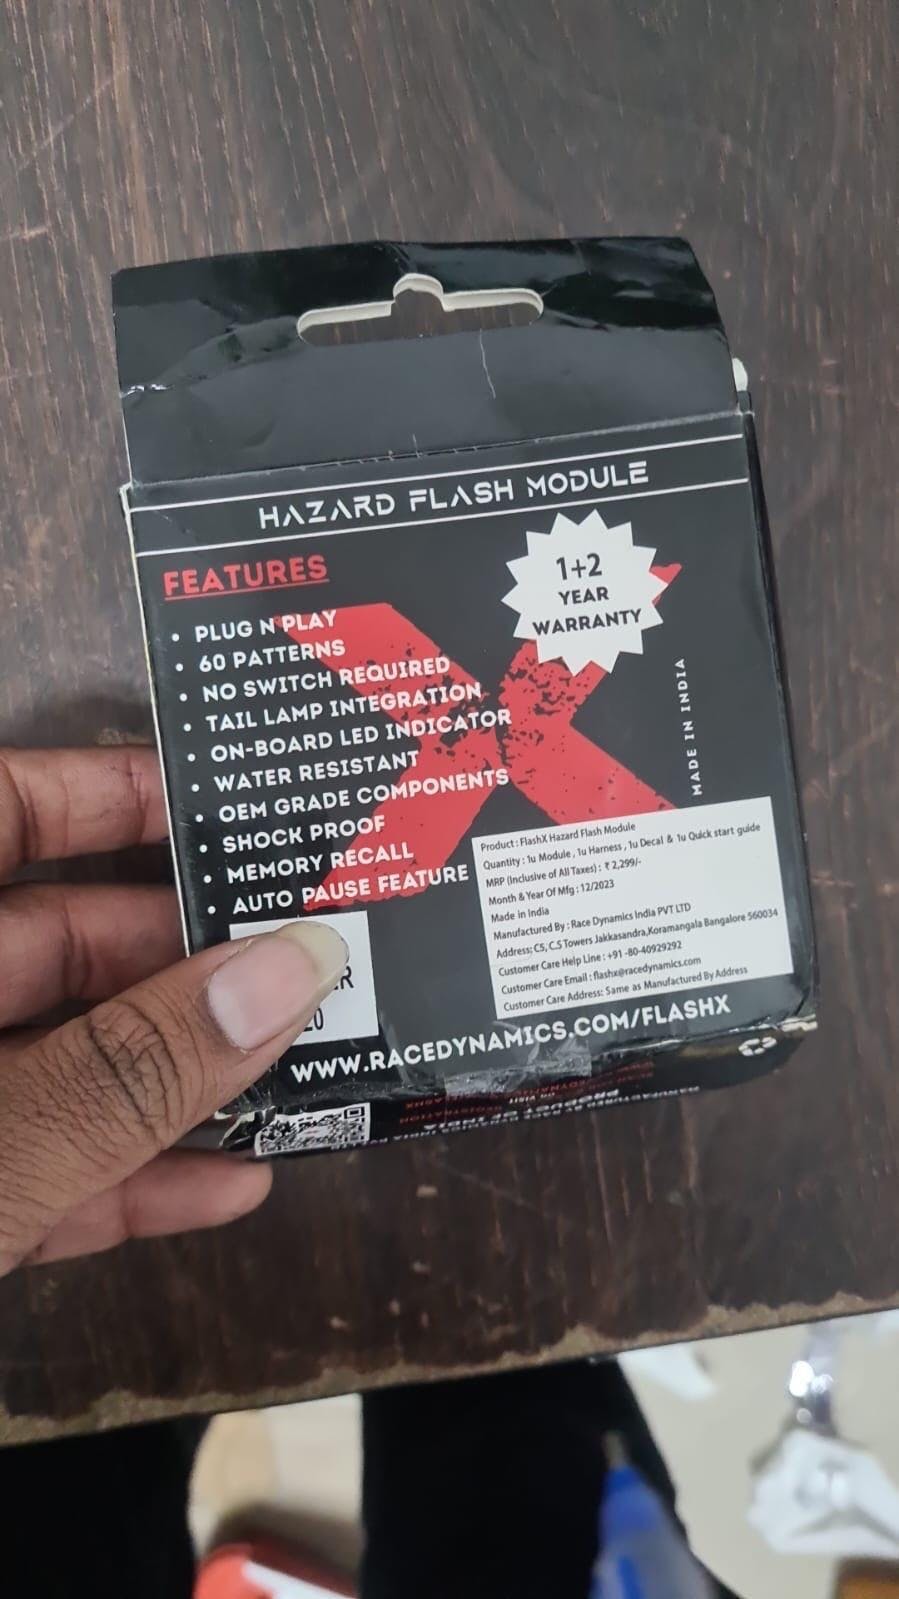 HAZARD FLASH MODULE
FEATURES
• PLUG N PLAY
• 60 PATTERNS
• NO SWITCH REQUIRED
• TAIL LAMP INTEGRATION
• ON-BOARD LED INDICATOR
• WATER RESISTANT
• OEM GRADE COMPONENTS
• SHOCK PROOF
• MEMORY RECALL
• AUTO PAUSE FEATURE
1+2
YEAR
WARRANTY
MADE IN INDIA
Product : FlashX Hazard Flash Module
Quantity : 1u Module , 1u Harness , 1u Decal & 1u Quick start guide
MRP (Inclusive of All Taxes) : ₹ 2,299/-
Month & Year Of Mfg : 12/2023
Made in India
Manufactured By : Race Dynamics India PVT LTD
Address: C5, C.S Towers Jakkasandra,Koramangala Bangalore 560034
Customer Care Help Line : +91 -80-40929292
Customer Care Email : flashx@racedynamics.com
Customer Care Address: Same as Manufactured By Address
WWW.RACEDYNAMICS.COM/FLASHX